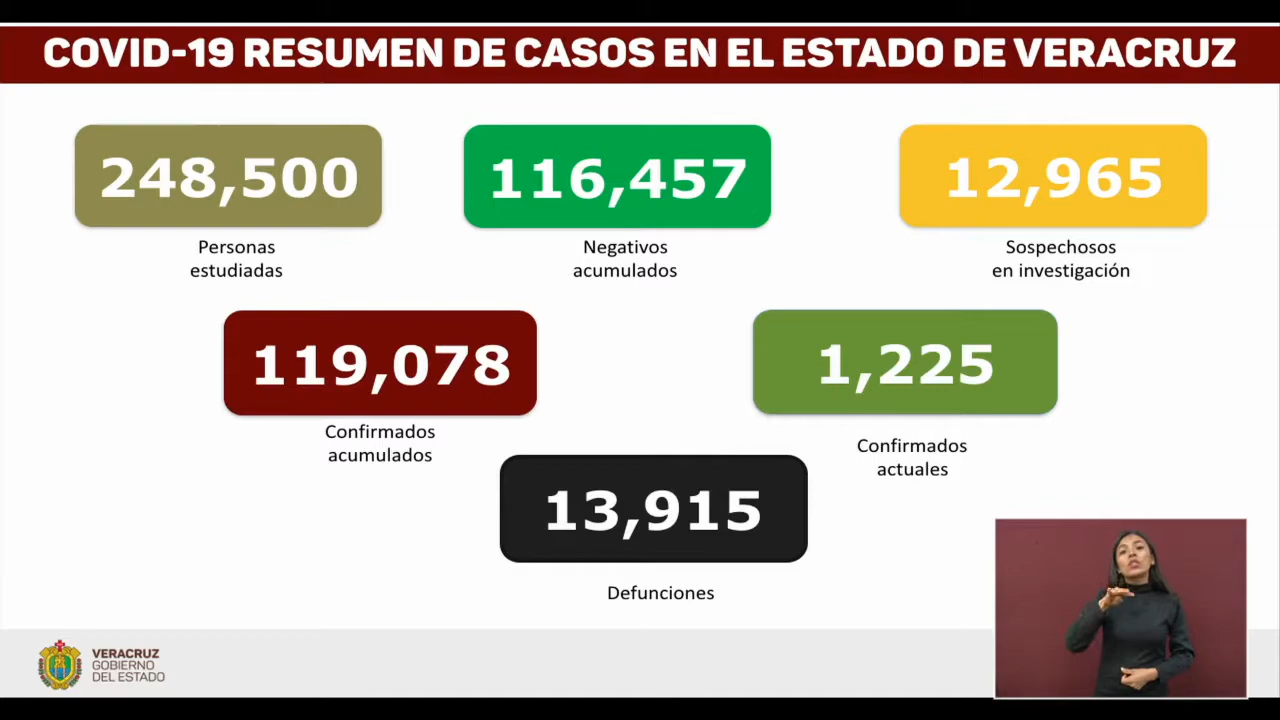 COVID-19 RESUMEN DE CASOS EN EL ESTADO DE VERACRUZ
248,500
Personas
estudiadas
116,457
Negativos
acumulados
12,965
Sospechosos
en investigación
119,078
Confirmados
acumulados
1,225
Confirmados
actuales
13,915
Defunciones
VERACRUZ
GOBIERNO
DEL ESTADO